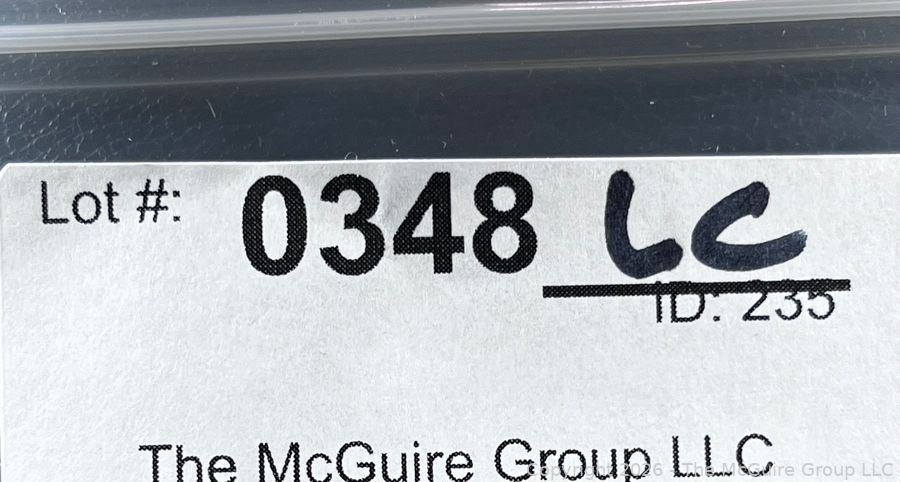 Lot #: 0348 LC
ID: 235
The McGuire Group LLC
Copyright 2026 - The McGuire Group LLC